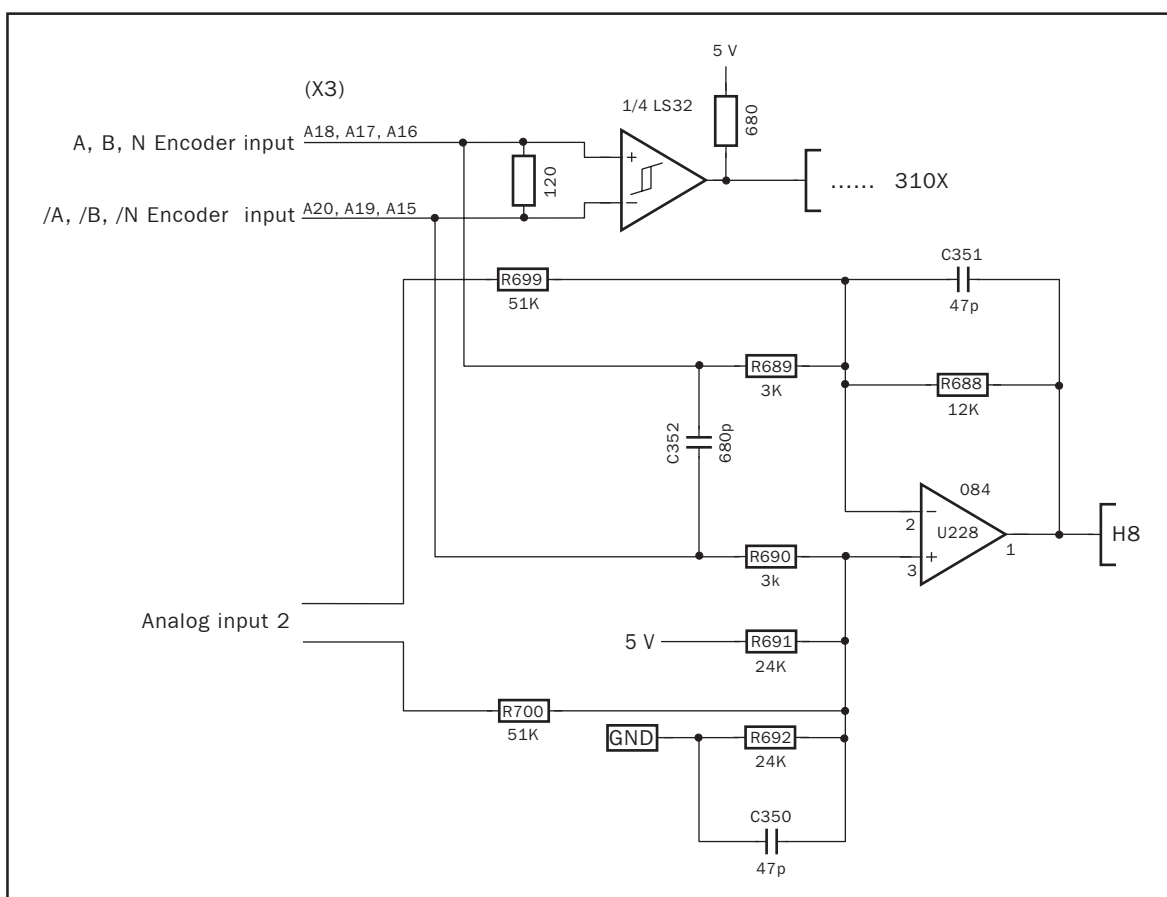 (X3)
5 V
1/4 LS32
680
A, B, N Encoder input
A18, A17, A16
+
120
...... 310X
/A, /B, /N Encoder input
A20, A19, A15
−
R699
51K
C351
47p
R689
3K
R688
12K
C352
680p
084
2
−
U228
1
H8
3
+
R690
3k
Analog input 2
5 V
R691
24K
R700
51K
GND
R692
24K
C350
47p